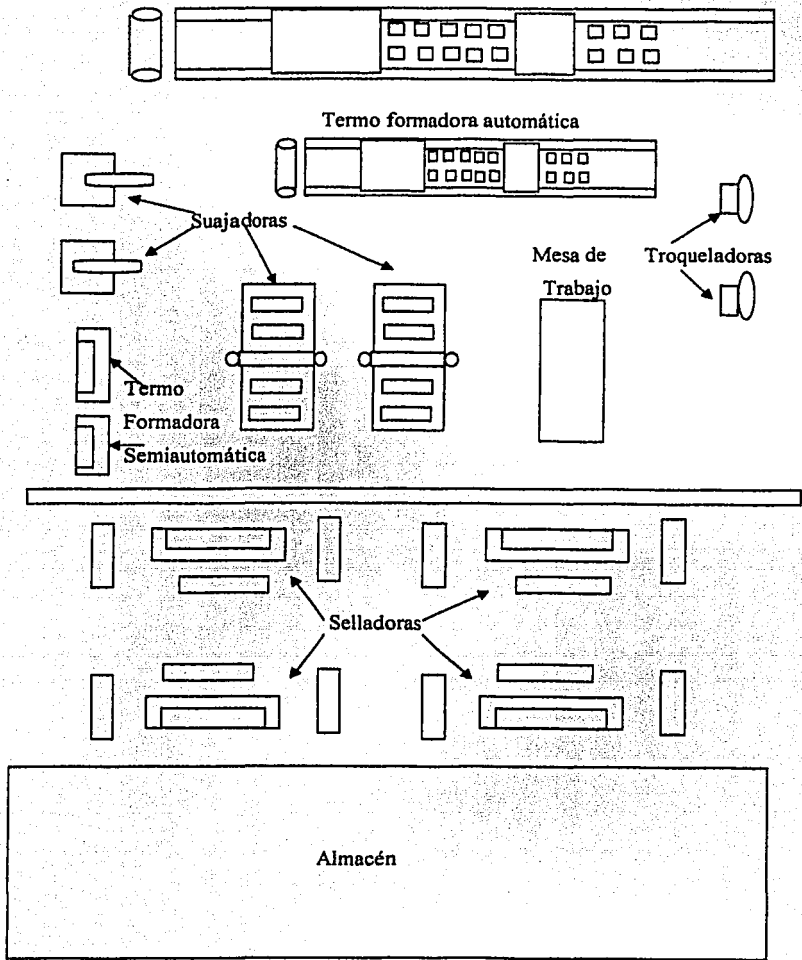 Termo formadora automática
Suajadoras
Mesa de
Trabajo
Troqueladoras
Termo
Formadora
Semiautomática
Selladoras
Almacén